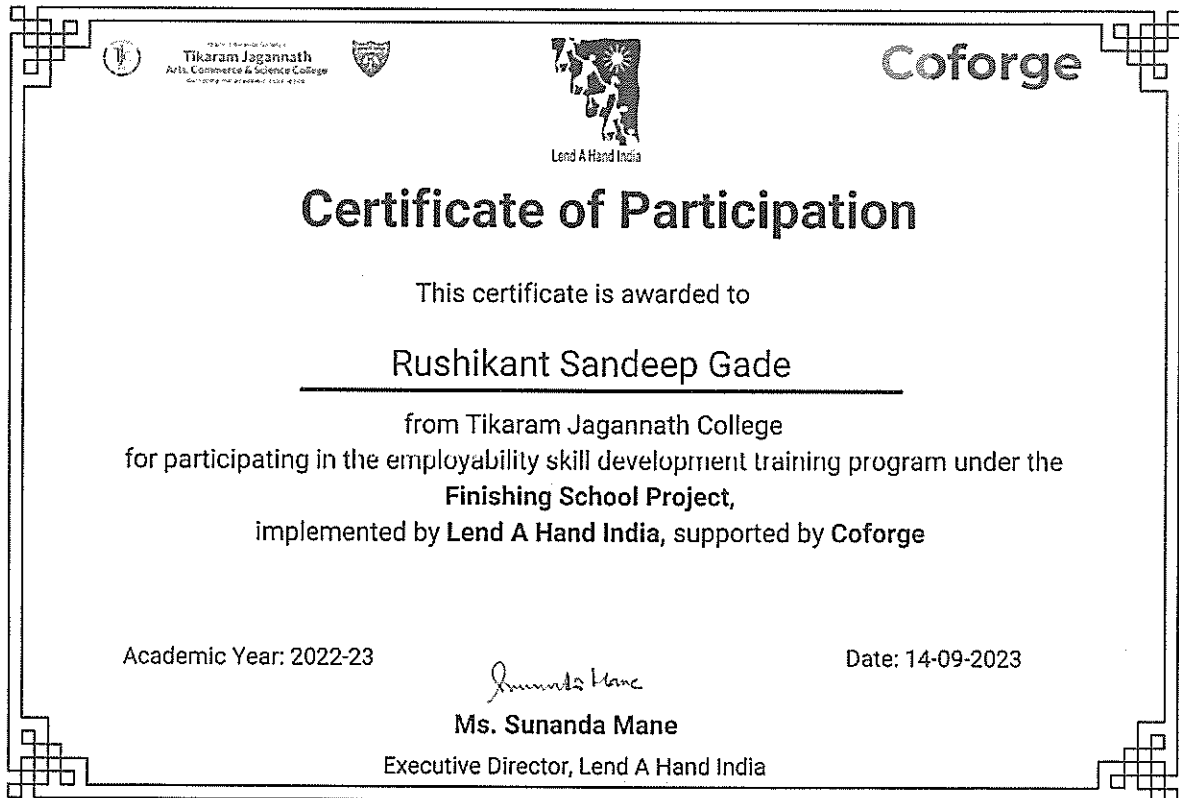 Tikaram Jagannath
Arts, Commerce & Science College
Lend A Hand India
Coforge
Certificate of Participation
This certificate is awarded to
Rushikant Sandeep Gade
from Tikaram Jagannath College
for participating in the employability skill development training program under the
Finishing School Project,
implemented by Lend A Hand India, supported by Coforge
Academic Year: 2022-23
Date: 14-09-2023
Sunanda Mane
Ms. Sunanda Mane
Executive Director, Lend A Hand India